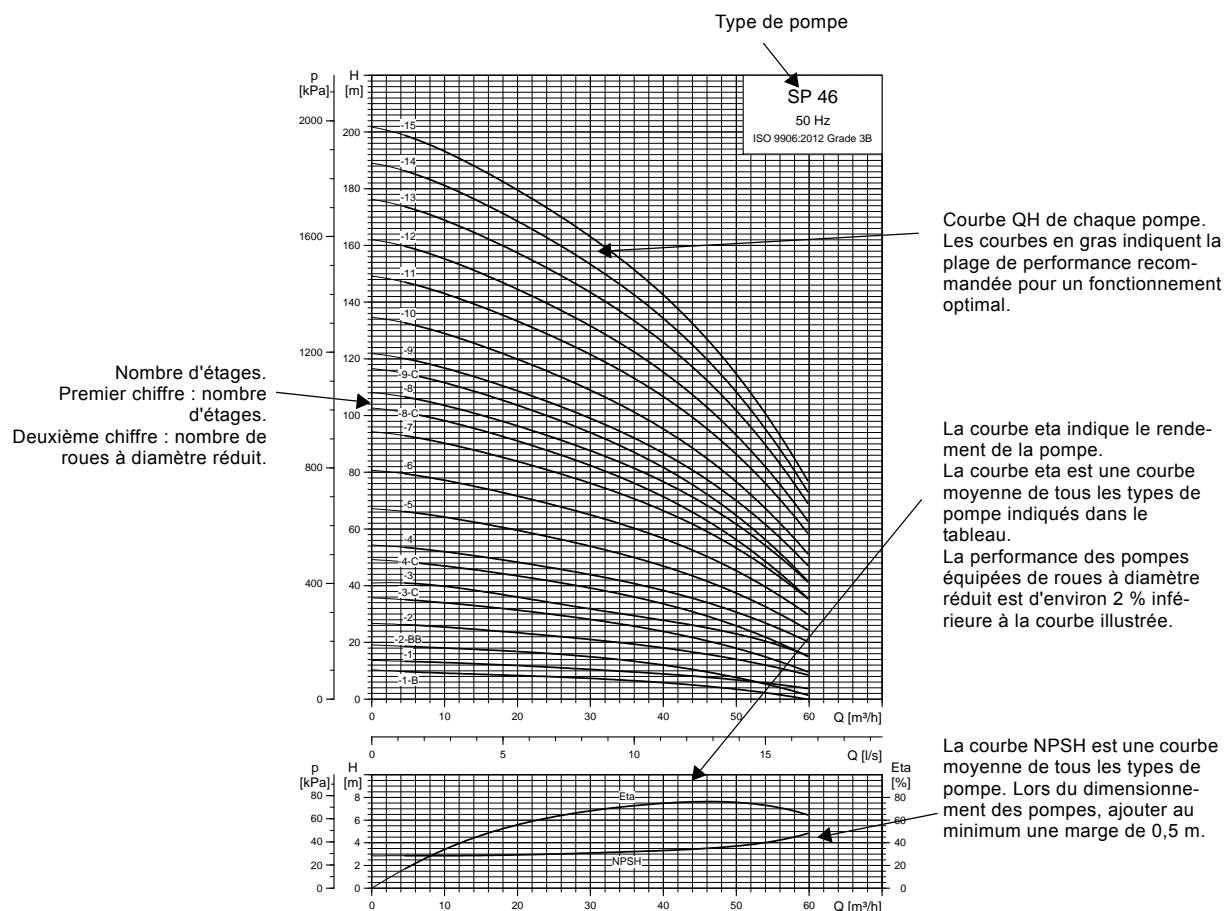 Type de pompe
p
[kPa]
H
[m]
SP 46
50 Hz
ISO 9906:2012 Grade 3B
2000
1600
1200
800
400
0
200
180
160
140
120
100
80
60
40
20
0
-15
-14
-13
-12
-11
-10
-9
-9-C
-8
-8-C
-7
-6
-5
-4
-4-C
-3
-3-C
-2
-2-BB
-1
-1-B
0 10 20 30 40 50 60 Q [m³/h]
0 5 10 15 Q [l/s]
Nombre d'étages.
Premier chiffre : nombre
d'étages.
Deuxième chiffre : nombre de
roues à diamètre réduit.
Courbe QH de chaque pompe.
Les courbes en gras indiquent la
plage de performance recom-
mandée pour un fonctionnement
optimal.
La courbe eta indique le rende-
ment de la pompe.
La courbe eta est une courbe
moyenne de tous les types de
pompe indiqués dans le
tableau.
La performance des pompes
équipées de roues à diamètre
réduit est d'environ 2 % infé-
rieure à la courbe illustrée.
p
[kPa]
H
[m]
Eta
[%]
80
60
40
20
0
8
6
4
2
0
Eta
NPSH
80
60
40
20
0
0 10 20 30 40 50 60 Q [m³/h]
La courbe NPSH est une courbe
moyenne de tous les types de
pompe. Lors du dimensionne-
ment des pompes, ajouter au
minimum une marge de 0,5 m.